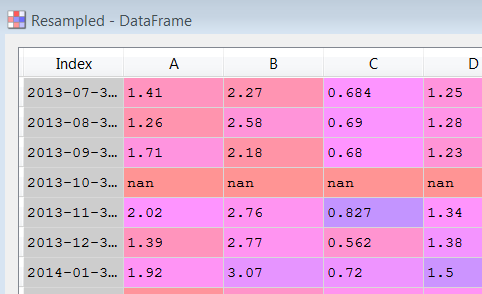 Resampled - DataFrame
Index A B C D
2013-07-3… 1.41 2.27 0.684 1.25
2013-08-3… 1.26 2.58 0.69 1.28
2013-09-3… 1.71 2.18 0.68 1.23
2013-10-3… nan nan nan nan
2013-11-3… 2.02 2.76 0.827 1.34
2013-12-3… 1.39 2.77 0.562 1.38
2014-01-3… 1.92 3.07 0.72 1.5